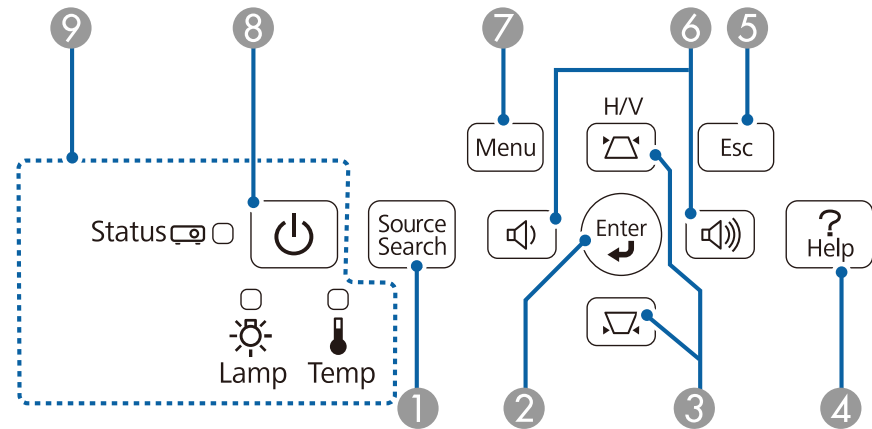 9 8 7 6 5
H/V
Menu
Esc
Status
Source
Search
Enter
?
Help
Lamp Temp
1 2 3 4